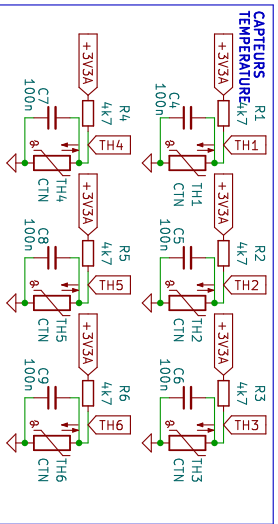 CAPTEURS
TEMPERATURE
+3V3A
R1
4k7
TH1
C4
100n
TH1
CTN
+3V3A
R2
4k7
TH2
C5
100n
TH2
CTN
+3V3A
R3
4k7
TH3
C6
100n
TH3
CTN
+3V3A
R4
4k7
TH4
C7
100n
TH4
CTN
+3V3A
R5
4k7
TH5
C8
100n
TH5
CTN
+3V3A
R6
4k7
TH6
C9
100n
TH6
CTN